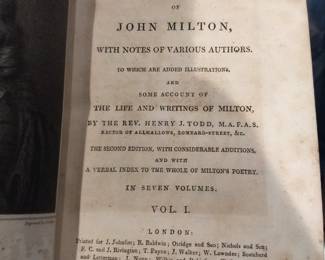 OF
JOHN MILTON,
WITH NOTES OF VARIOUS AUTHORS.
TO WHICH ARE ADDED ILLUSTRATIONS,
AND
SOME ACCOUNT OF
THE LIFE AND WRITINGS OF MILTON,
BY THE REV. HENRY J. TODD, M.A.F.A.S.
RECTOR OF ALLHALLOWS, LOMBARD-STREET, &c.
THE SECOND EDITION, WITH CONSIDERABLE ADDITIONS,
AND WITH
A VERBAL INDEX TO THE WHOLE OF MILTON'S POETRY.
IN SEVEN VOLUMES.
VOL. I.
LONDON:
Printed for J. Johnson; R. Baldwin; Otridge and Son; Nichols and Son;
F. C. and J. Rivington; T. Payne; J. Walker; W. Lowndes; Scatcherd
and Letterman;